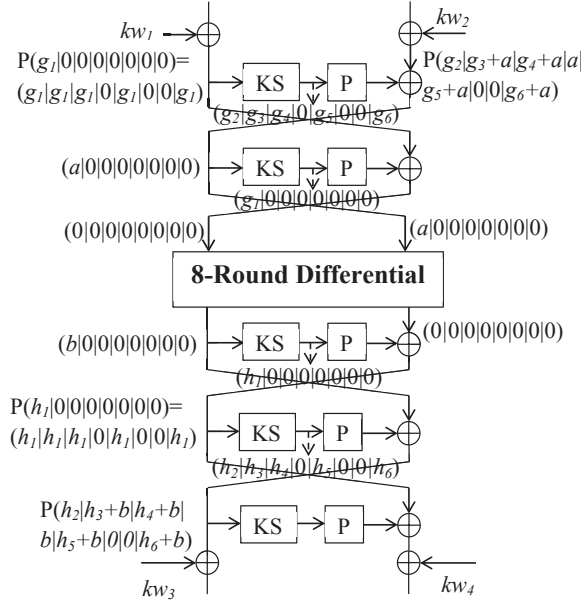 kw₁ kw₂
P(g₁|0|0|0|0|0|0|0)= P(g₂|g₃+a|g₄+a|a|
KS P
(g₁|g₁|g₁|0|g₁|0|0|g₁) g₅+a|0|0|g₆+a)
(g₂|g₃|g₄|0|g₅|0|0|g₆)
(a|0|0|0|0|0|0|0) KS P
(g₁|0|0|0|0|0|0|0)
(0|0|0|0|0|0|0|0) (a|0|0|0|0|0|0|0)
8-Round Differential
(b|0|0|0|0|0|0|0) KS P (0|0|0|0|0|0|0|0)
(h₁|0|0|0|0|0|0|0)
P(h₁|0|0|0|0|0|0|0)=
(h₁|h₁|h₁|0|h₁|0|0|h₁) KS P
(h₂|h₃|h₄|0|h₅|0|0|h₆)
P(h₂|h₃+b|h₄+b|
b|h₅+b|0|0|h₆+b) KS P
kw₃ kw₄